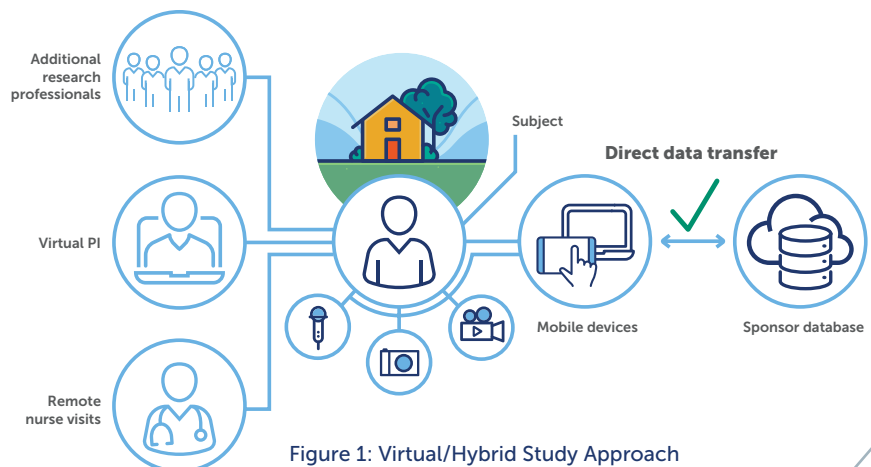 Additional
research
professionals
Subject
Direct data transfer
Virtual PI
Mobile devices
Sponsor database
Remote
nurse visits
Figure 1: Virtual/Hybrid Study Approach